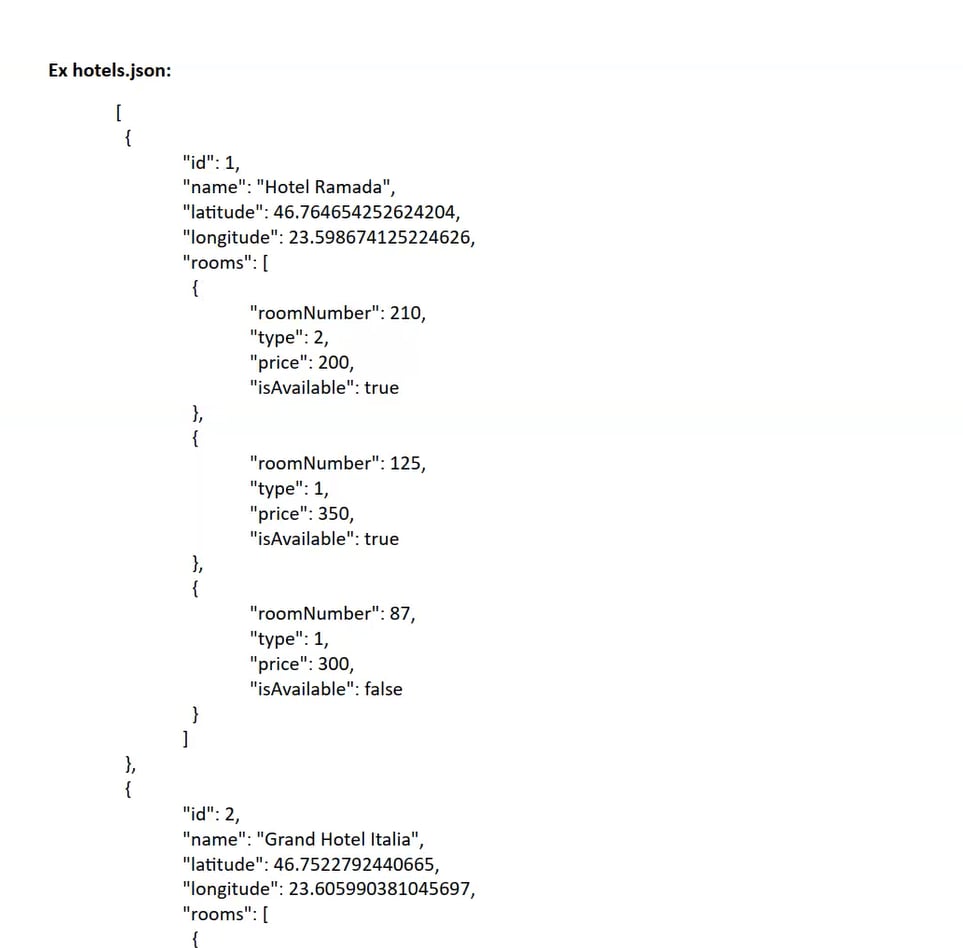 Ex hotels.json:
[
{
"id": 1,
"name": "Hotel Ramada",
"latitude": 46.764654252624204,
"longitude": 23.598674125224626,
"rooms": [
{
"roomNumber": 210,
"type": 2,
"price": 200,
"isAvailable": true
},
{
"roomNumber": 125,
"type": 1,
"price": 350,
"isAvailable": true
},
{
"roomNumber": 87,
"type": 1,
"price": 300,
"isAvailable": false
}
]
},
{
"id": 2,
"name": "Grand Hotel Italia",
"latitude": 46.7522792440665,
"longitude": 23.605990381045697,
"rooms": [
{